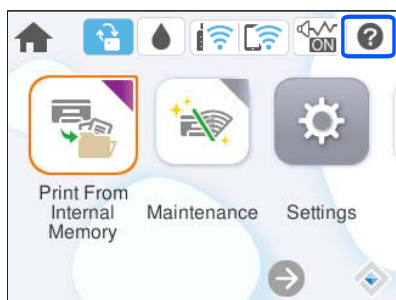 ON
?
Print From
Internal
Memory
Maintenance
Settings